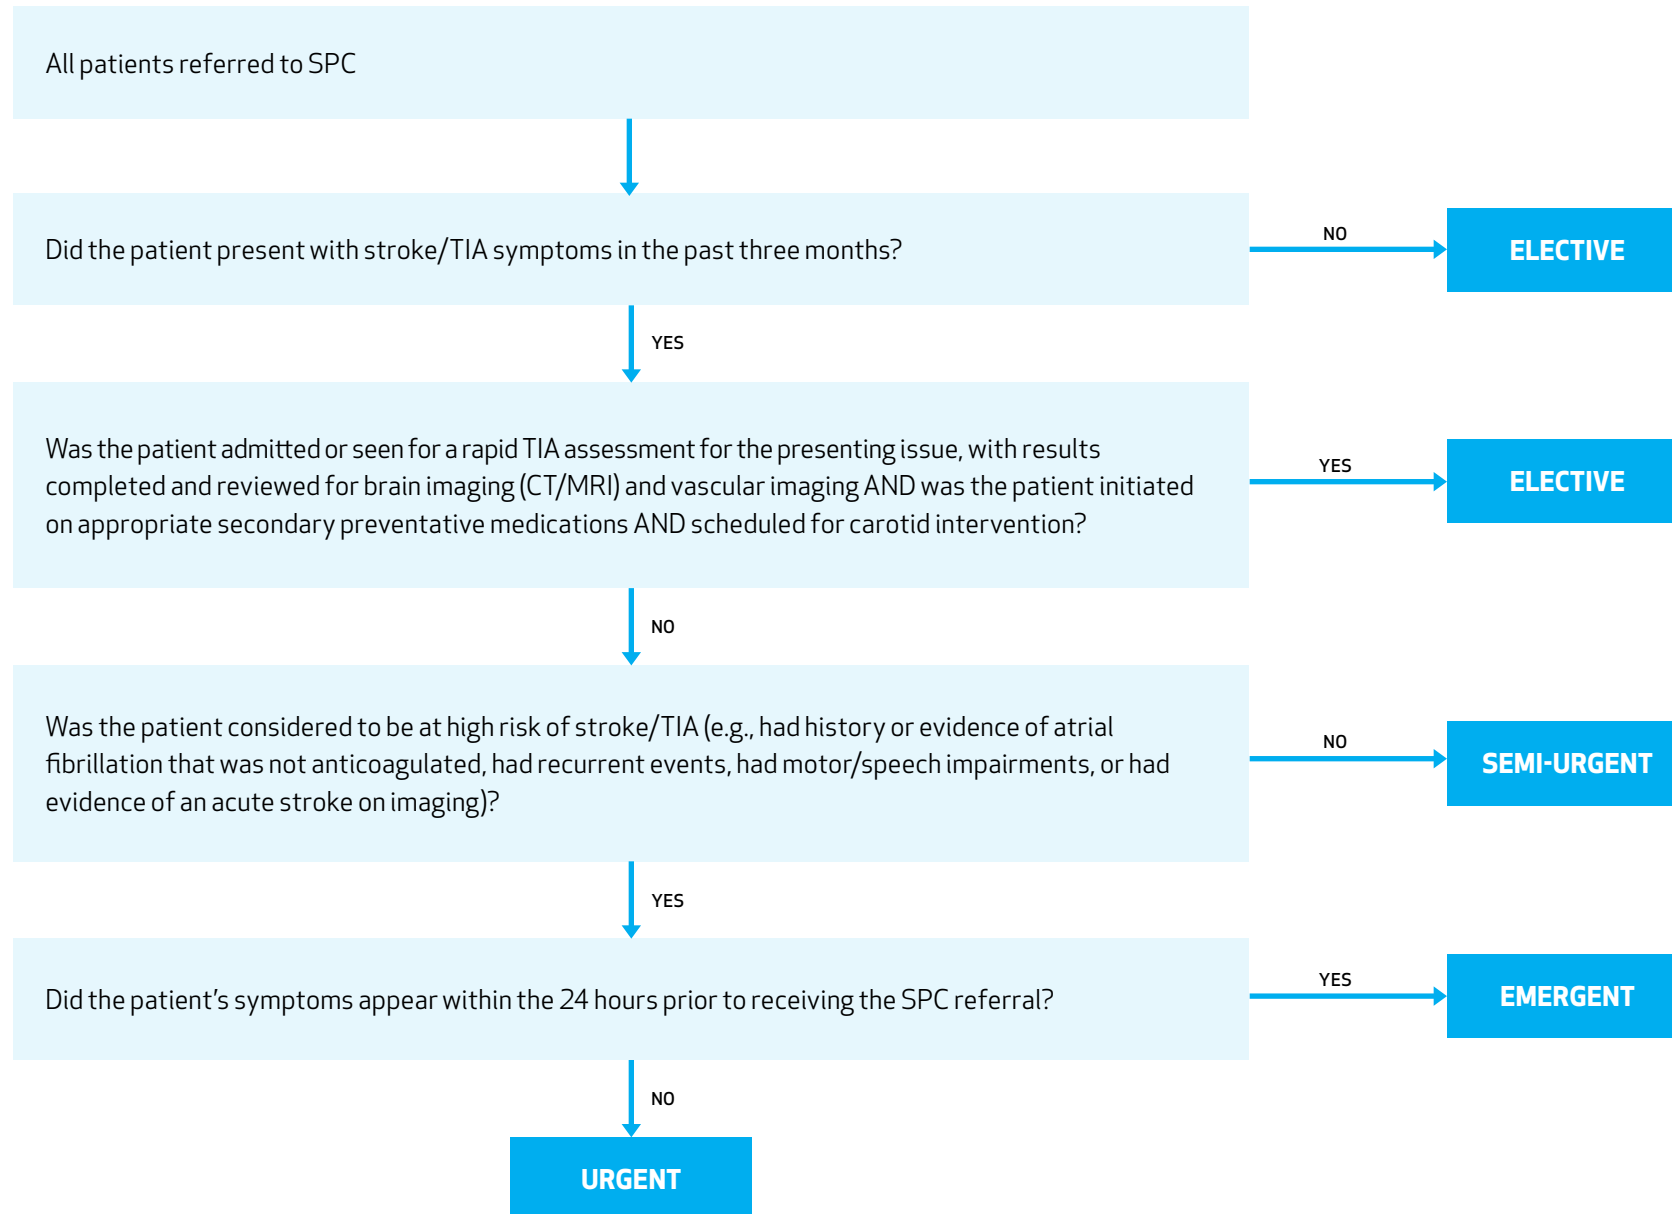 All patients referred to SPC
Did the patient present with stroke/TIA symptoms in the past three months?
NO
ELECTIVE
YES
Was the patient admitted or seen for a rapid TIA assessment for the presenting issue, with results
completed and reviewed for brain imaging (CT/MRI) and vascular imaging AND was the patient initiated
on appropriate secondary preventative medications AND scheduled for carotid intervention?
YES
ELECTIVE
NO
Was the patient considered to be at high risk of stroke/TIA (e.g., had history or evidence of atrial
fibrillation that was not anticoagulated, had recurrent events, had motor/speech impairments, or had
evidence of an acute stroke on imaging)?
NO
SEMI-URGENT
YES
Did the patient’s symptoms appear within the 24 hours prior to receiving the SPC referral?
YES
EMERGENT
NO
URGENT